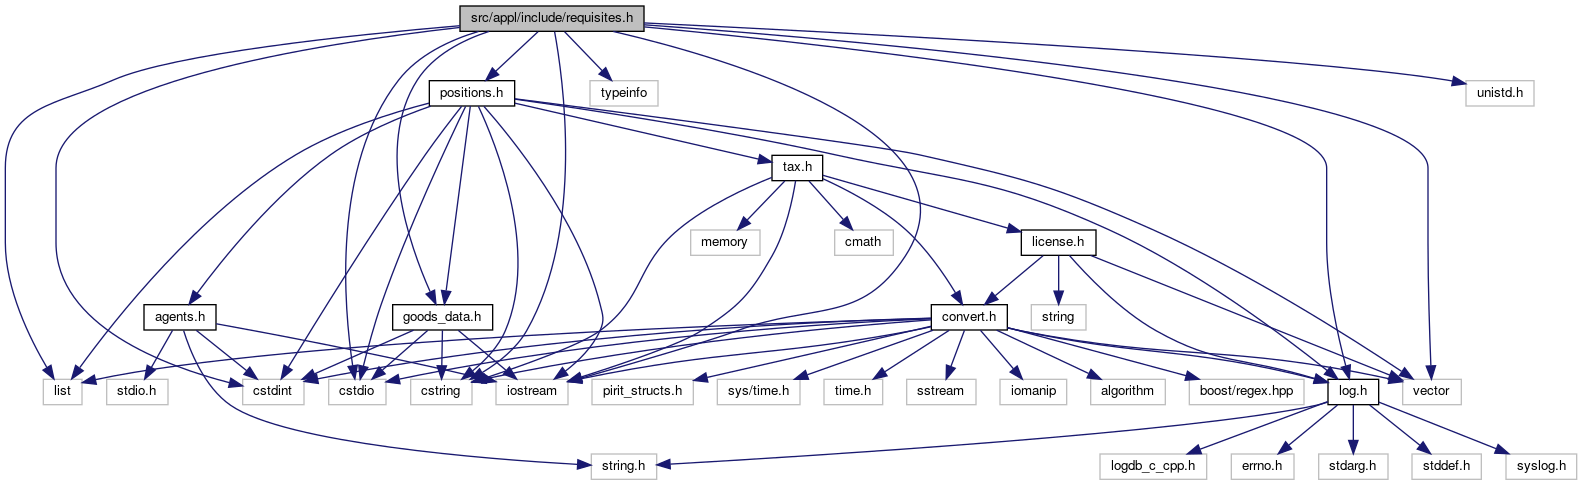 src/appl/include/requisites.h
positions.h
typeinfo
unistd.h
tax.h
memory
cmath
license.h
agents.h
goods_data.h
convert.h
string
list
stdio.h
cstdint
cstdio
cstring
iostream
pirit_structs.h
sys/time.h
time.h
sstream
iomanip
algorithm
boost/regex.hpp
log.h
vector
string.h
logdb_c_cpp.h
errno.h
stdarg.h
stddef.h
syslog.h